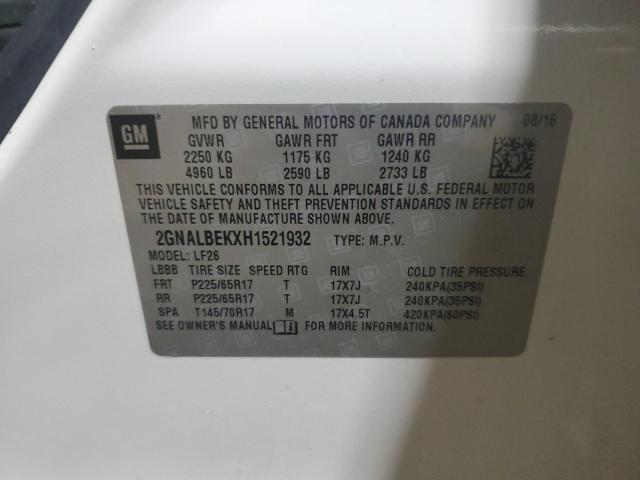 GM
MFD BY GENERAL MOTORS OF CANADA COMPANY 08/16
GVWR GAWR FRT GAWR RR
2250 KG 1175 KG 1240 KG
4960 LB 2590 LB 2733 LB
THIS VEHICLE CONFORMS TO ALL APPLICABLE U.S. FEDERAL MOTOR
VEHICLE SAFETY AND THEFT PREVENTION STANDARDS IN EFFECT ON THE
DATE OF MANUFACTURE SHOWN ABOVE.
2GNALBEKXH1521932 TYPE: M.P.V.
MODEL: LF26
LBBB TIRE SIZE SPEED RTG RIM COLD TIRE PRESSURE
FRT P225/65R17 T 17X7J 240KPA(35PSI)
RR P225/65R17 T 17X7J 240KPA(35PSI)
SPA T145/70R17 M 17X4.5T 420KPA(60PSI)
SEE OWNER'S MANUAL FOR MORE INFORMATION.